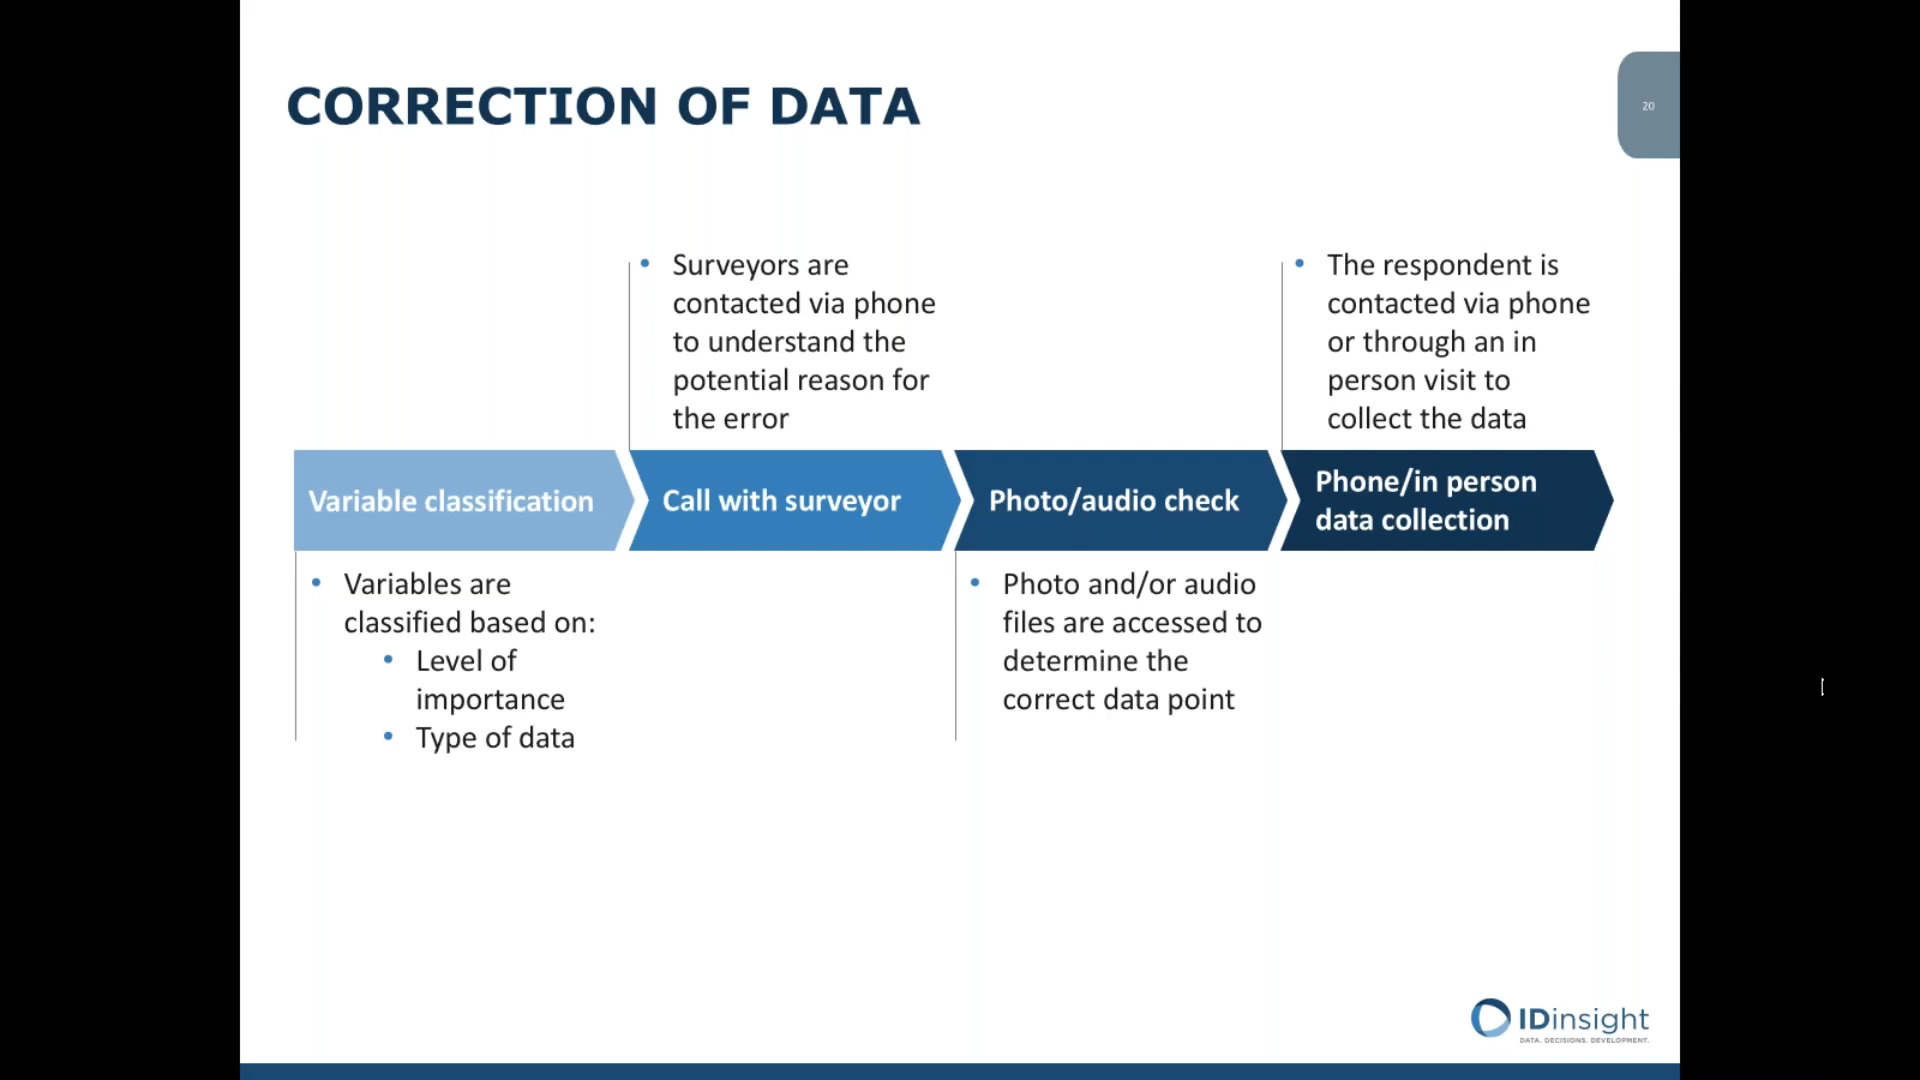 CORRECTION OF DATA
20
• Surveyors are
contacted via phone
to understand the
potential reason for
the error
• The respondent is
contacted via phone
or through an in
person visit to
collect the data
Variable classification
Call with surveyor
Photo/audio check
Phone/in person
data collection
• Variables are
classified based on:
• Level of
importance
• Type of data
• Photo and/or audio
files are accessed to
determine the
correct data point
IDinsight
DATA. DECISIONS. DEVELOPMENT.